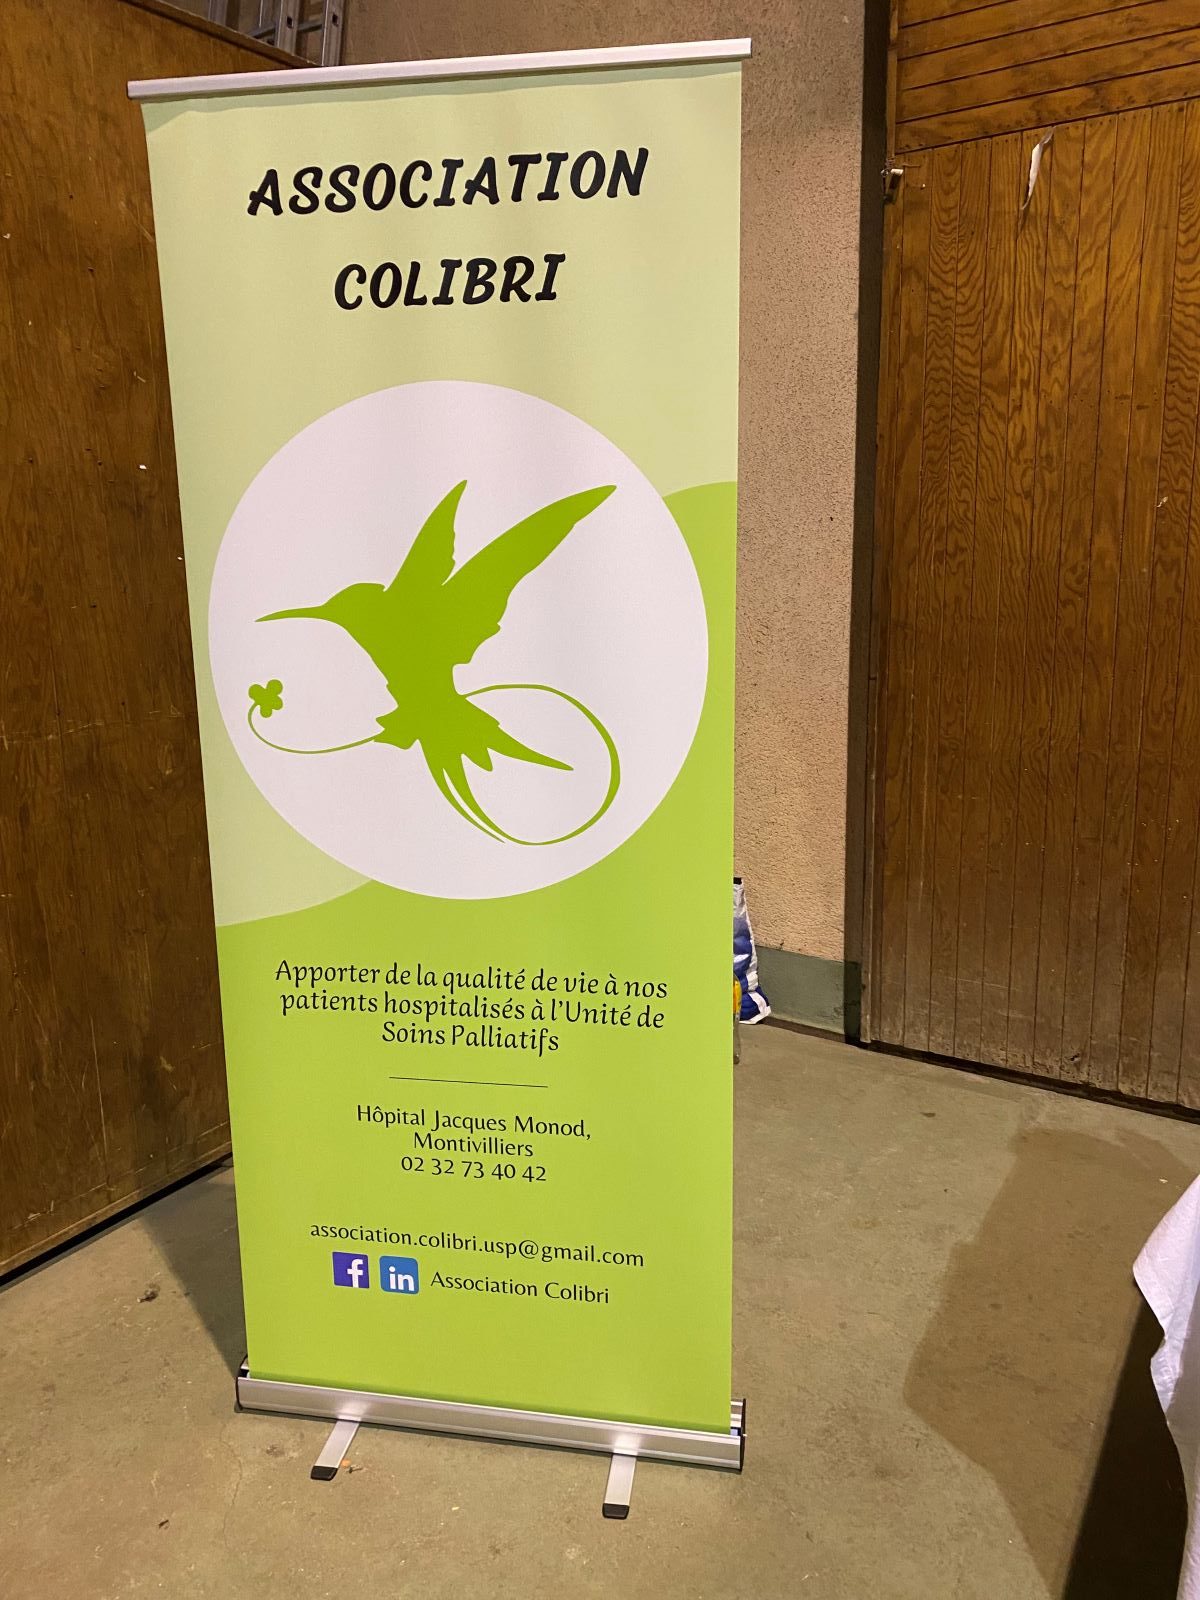 ASSOCIATION
COLIBRI
Apporter de la qualité de vie à nos
patients hospitalisés à l'Unité de
Soins Palliatifs
Hôpital Jacques Monod,
Montivilliers
02 32 73 40 42
association.colibri.usp@gmail.com
f in Association Colibri